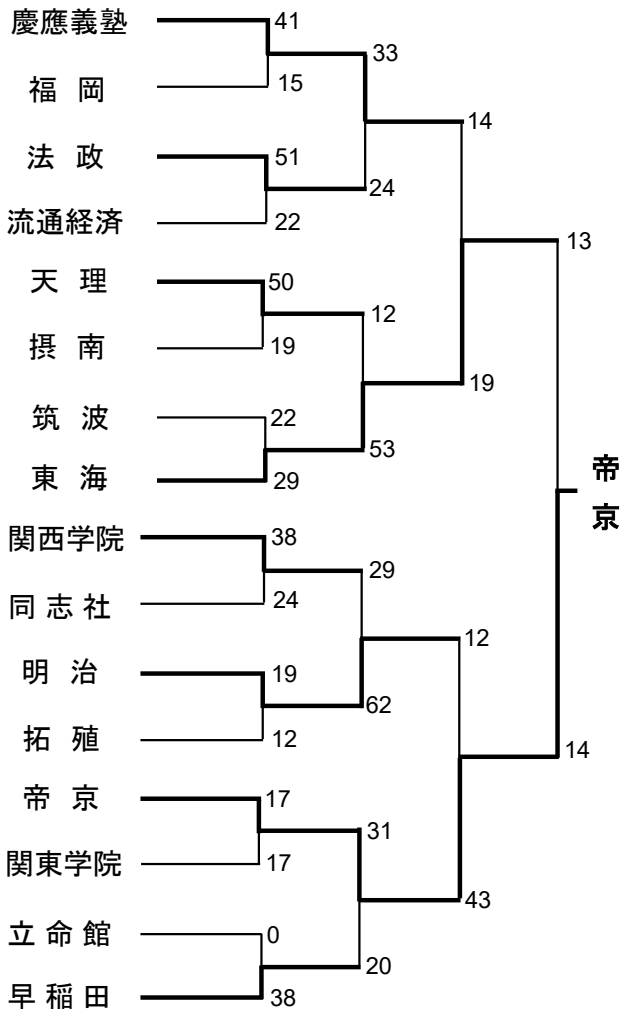 慶應義塾
41
33
福岡
15
14
法政
51
24
流通経済
22
13
天理
50
12
摂南
19
19
筑波
22
53
東海
29
帝京
関西学院
38
29
同志社
24
12
明治
19
62
拓殖
12
14
帝京
17
31
関東学院
17
43
立命館
0
20
早稲田
38